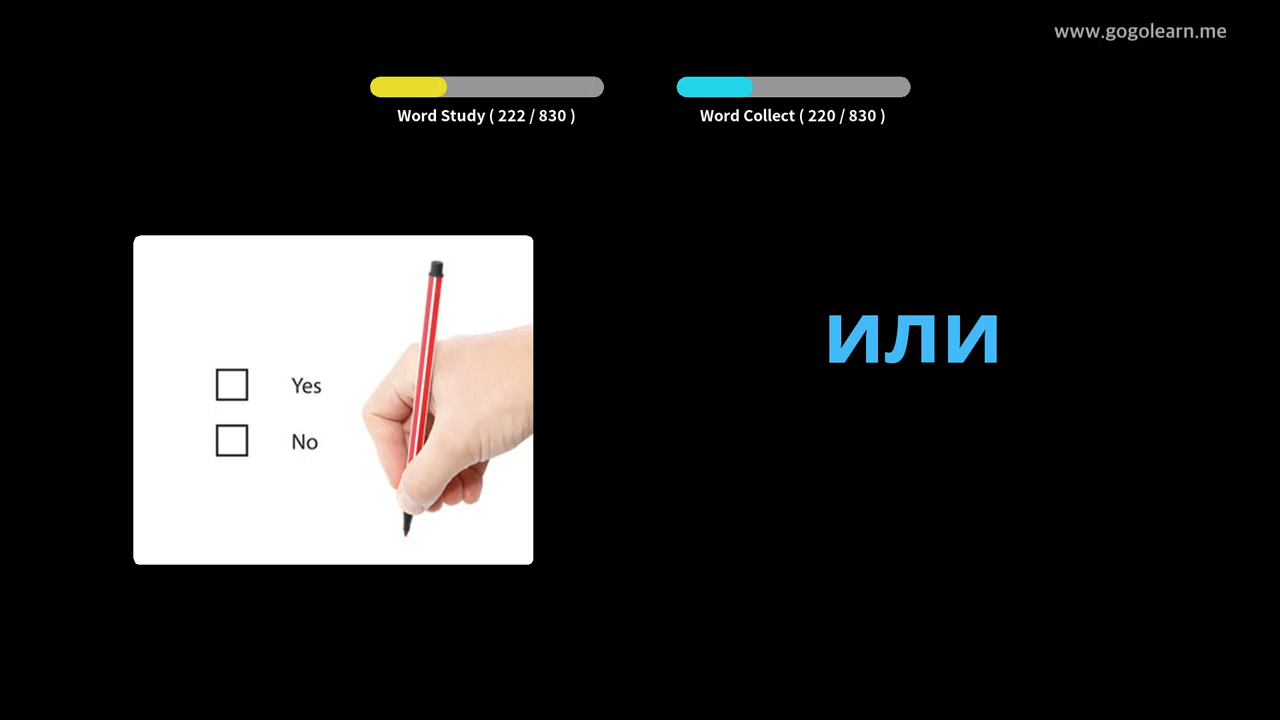 www.gogolearn.me
Word Study ( 222 / 830 )
Word Collect ( 220 / 830 )
Yes
No
или